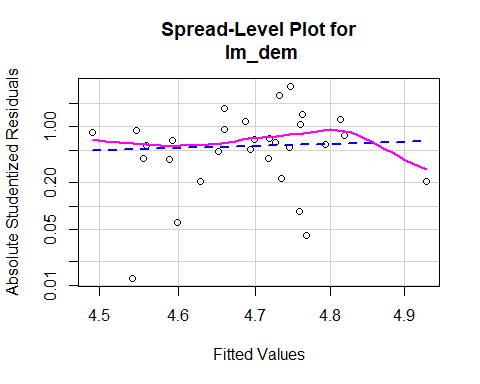 Spread-Level Plot for
lm_dem
Absolute Studentized Residuals
1.00
0.20
0.05
0.01
4.5 4.6 4.7 4.8 4.9
Fitted Values